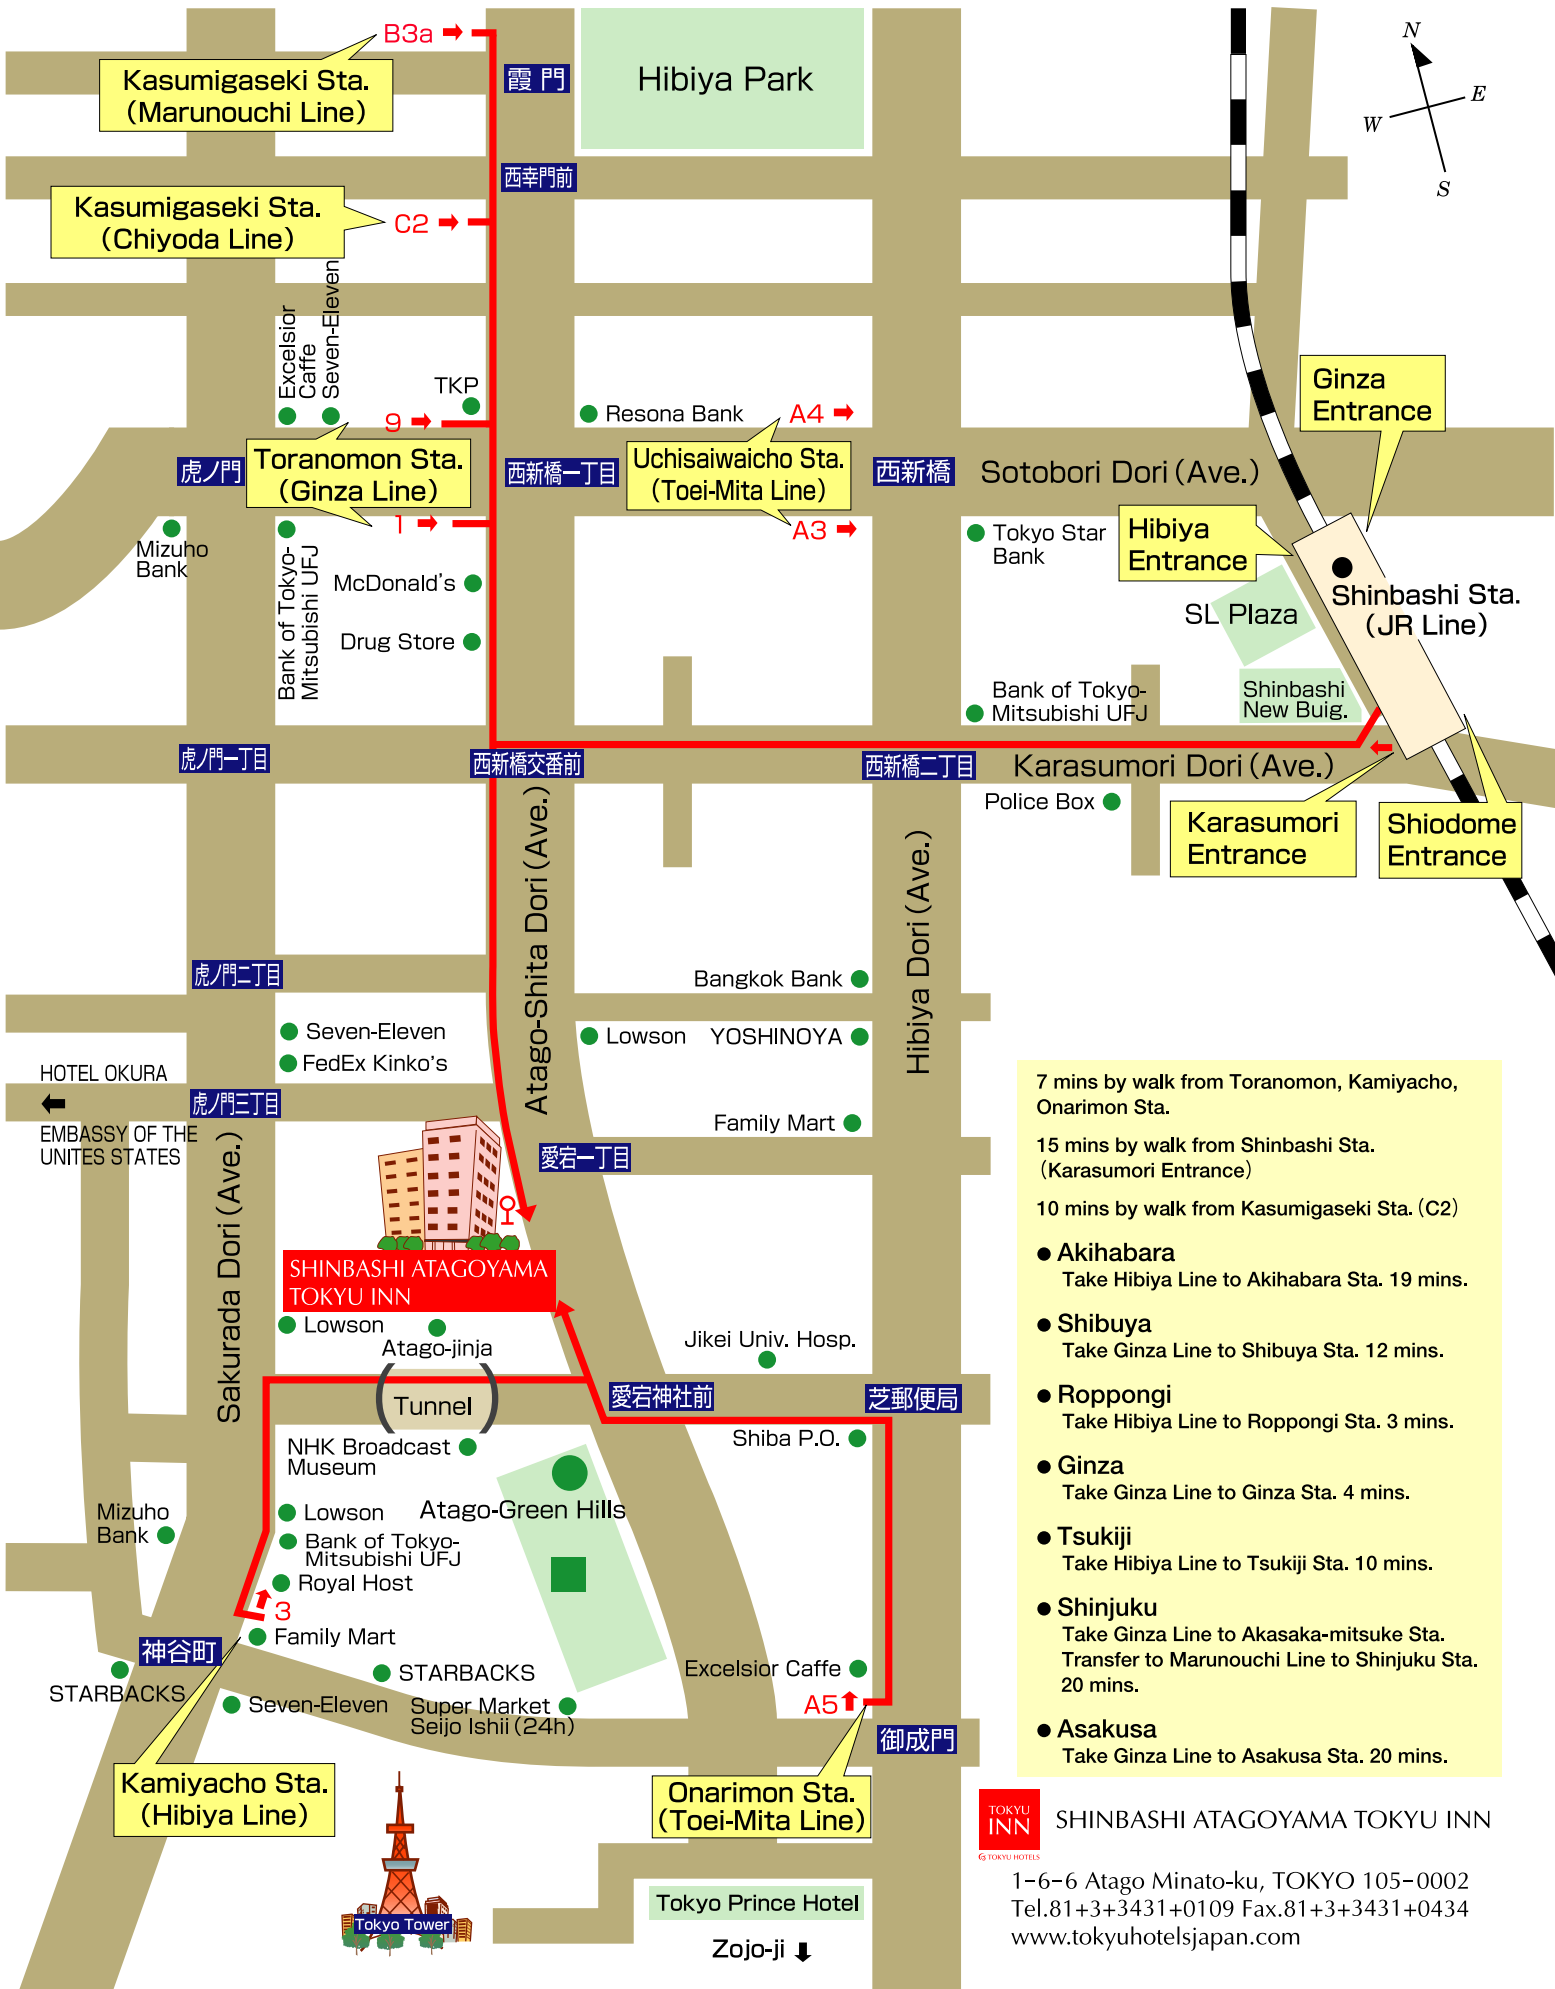 B3a
Kasumigaseki Sta.
(Marunouchi Line)
霞門
Hibiya Park
N
E
W
S
西幸門前
Kasumigaseki Sta.
(Chiyoda Line)
C2
Excelsior
Caffe
Seven-Eleven
TKP
9
Resona Bank
A4
Ginza
Entrance
虎ノ門
Toranomon Sta.
(Ginza Line)
西新橋一丁目
Uchisaiwaicho Sta.
(Toei-Mita Line)
西新橋
Sotobori Dori (Ave.)
1
A3
Mizuho
Bank
Bank of Tokyo-
Mitsubishi UFJ
McDonald's
Drug Store
Tokyo Star
Bank
Hibiya
Entrance
Shinbashi Sta.
(JR Line)
SL Plaza
Shinbashi
New Buig.
Bank of Tokyo-
Mitsubishi UFJ
虎ノ門一丁目
西新橋交番前
西新橋二丁目
Karasumori Dori (Ave.)
Police Box
Karasumori
Entrance
Shiodome
Entrance
Atago-Shita Dori (Ave.)
Hibiya Dori (Ave.)
虎ノ門二丁目
Bangkok Bank
Seven-Eleven
FedEx Kinko's
Lowson
YOSHINOYA
HOTEL OKURA
EMBASSY OF THE
UNITES STATES
虎ノ門三丁目
Family Mart
愛宕一丁目
Sakurada Dori (Ave.)
SHINBASHI ATAGOYAMA
TOKYU INN
Lowson
Atago-jinja
Jikei Univ. Hosp.
Tunnel
愛宕神社前
芝郵便局
NHK Broadcast
Museum
Shiba P.O.
Mizuho
Bank
Lowson
Bank of Tokyo-
Mitsubishi UFJ
Royal Host
Atago-Green Hills
3
Family Mart
神谷町
STARBACKS
STARBACKS
Seven-Eleven
Super Market
Seijo Ishii (24h)
Excelsior Caffe
A5
御成門
Kamiyacho Sta.
(Hibiya Line)
Onarimon Sta.
(Toei-Mita Line)
Tokyo Tower
Tokyo Prince Hotel
Zojo-ji
7 mins by walk from Toranomon, Kamiyacho,
Onarimon Sta.
15 mins by walk from Shinbashi Sta.
(Karasumori Entrance)
10 mins by walk from Kasumigaseki Sta. (C2)
● Akihabara
Take Hibiya Line to Akihabara Sta. 19 mins.
● Shibuya
Take Ginza Line to Shibuya Sta. 12 mins.
● Roppongi
Take Hibiya Line to Roppongi Sta. 3 mins.
● Ginza
Take Ginza Line to Ginza Sta. 4 mins.
● Tsukiji
Take Hibiya Line to Tsukiji Sta. 10 mins.
● Shinjuku
Take Ginza Line to Akasaka-mitsuke Sta.
Transfer to Marunouchi Line to Shinjuku Sta.
20 mins.
● Asakusa
Take Ginza Line to Asakusa Sta. 20 mins.
TOKYU
INN
TOKYU HOTELS
SHINBASHI ATAGOYAMA TOKYU INN
1-6-6 Atago Minato-ku, TOKYO 105-0002
Tel.81+3+3431+0109 Fax.81+3+3431+0434
www.tokyuhotelsjapan.com